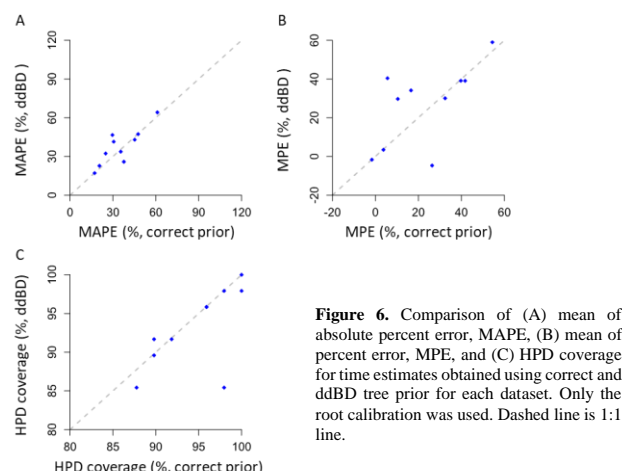 A
MAPE (%, ddBD )
120
90
60
30
0
0 30 60 90 120
MAPE (%, correct prior)
B
MPE (%, ddBD )
60
40
20
0
-20
-20 0 20 40 60
MPE (%, correct prior)
C
HPD coverage (%, ddBD)
100
95
90
85
80
80 85 90 95 100
HPD coverage (%, correct prior)
Figure 6. Comparison of (A) mean of
absolute percent error, MAPE, (B) mean of
percent error, MPE, and (C) HPD coverage
for time estimates obtained using correct and
ddBD tree prior for each dataset. Only the
root calibration was used. Dashed line is 1:1
line.